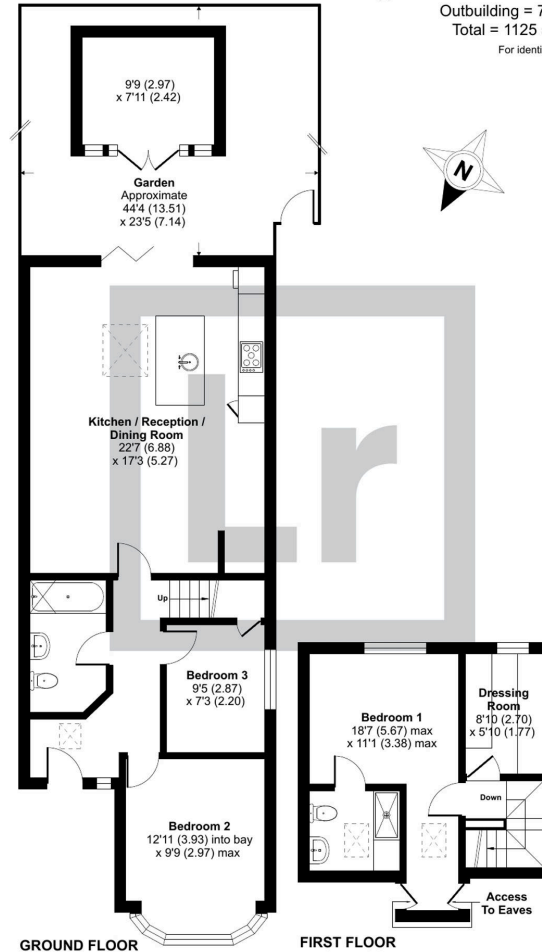 Outbuilding = 7
Total = 1125
For identi
9'9 (2.97)
x 7'11 (2.42)
N
Garden
Approximate
44'4 (13.51)
x 23'5 (7.14)
Kitchen / Reception /
Dining Room
22'7 (6.88)
x 17'3 (5.27)
Lr
Up
Bedroom 3
9'5 (2.87)
x 7'3 (2.20)
Bedroom 2
12'11 (3.93) into bay
x 9'9 (2.97) max
GROUND FLOOR
Bedroom 1
18'7 (5.67) max
x 11'1 (3.38) max
Dressing
Room
8'10 (2.70)
x 5'10 (1.77)
Down
Access
To Eaves
FIRST FLOOR